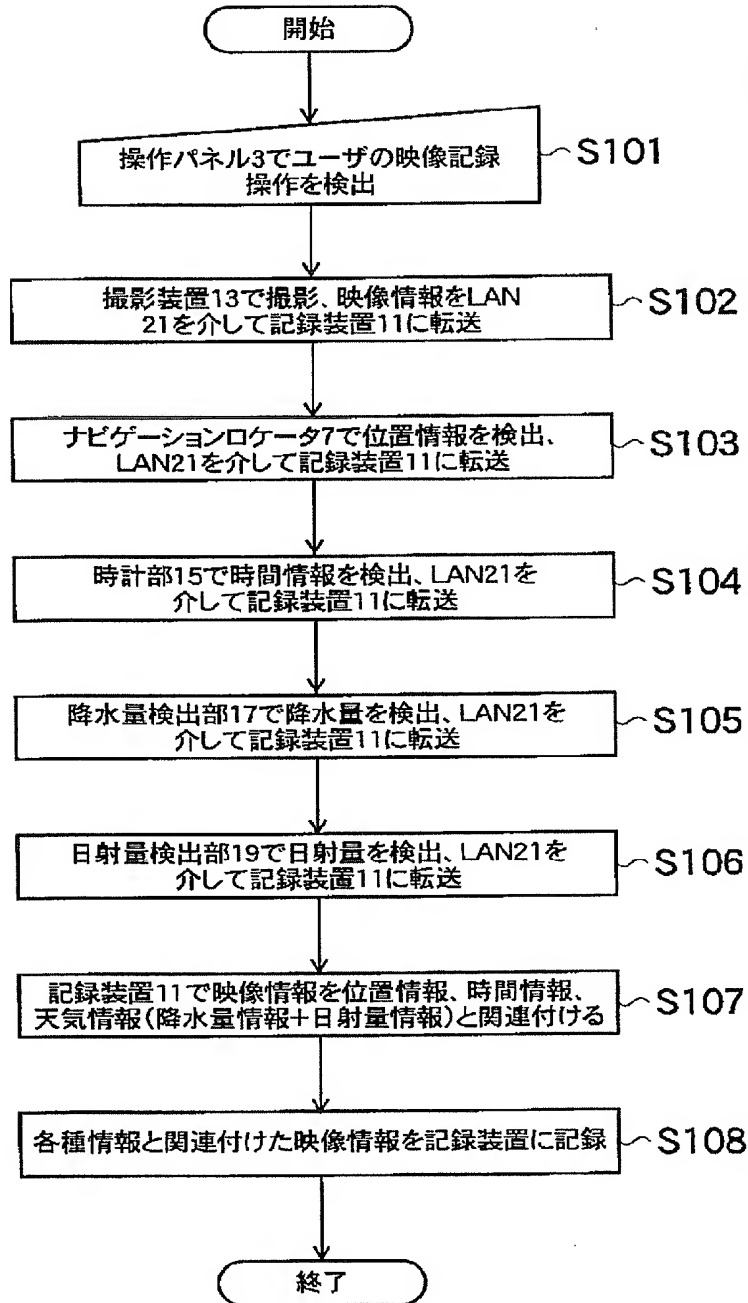 開始
操作パネル3でユーザの映像記録
操作を検出
S101
撮影装置13で撮影、映像情報をLAN
21を介して記録装置11に転送
S102
ナビゲーションロケータ7で位置情報を検出、
LAN21を介して記録装置11に転送
S103
時計部15で時間情報を検出、LAN21を
介して記録装置11に転送
S104
降水量検出部17で降水量を検出、LAN21を
介して記録装置11に転送
S105
日射量検出部19で日射量を検出、LAN21を
介して記録装置11に転送
S106
記録装置11で映像情報を位置情報、時間情報、
天気情報(降水量情報+日射量情報)と関連付ける
S107
各種情報と関連付けた映像情報を記録装置に記録
S108
終了